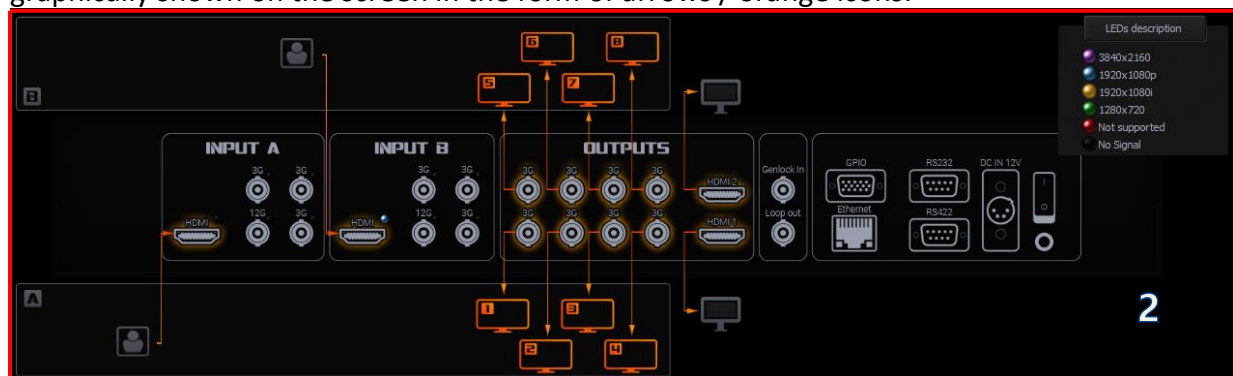 graphically shown on the screen in the form of arrows / orange icons.
LEDs description
3840x2160
1920x1080p
1920x1080i
1280x720
Not supported
No Signal
6
8
5
7
B
INPUT A
INPUT B
OUTPUTS
3G 3G
3G 3G
3G 3G 3G 3G
HDMI 2
Genlock In
GPIO
RS232
DC IN 12V
I
HDMI
12G 3G
HDMI
12G 3G
3G 3G 3G 3G
HDMI 1
Loop out
Ethernet
RS422
O
A
1
3
2
4
2